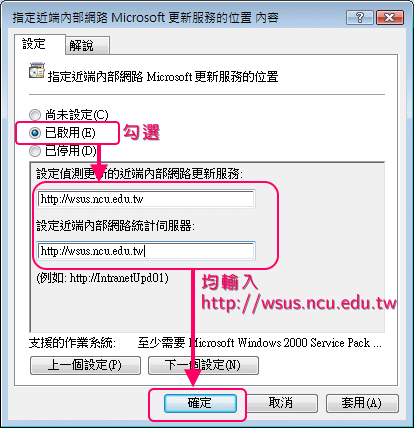 指定近端內部網路 Microsoft 更新服務的位置 內容
設定
解說
指定近端內部網路 Microsoft 更新服務的位置
尚未設定(C)
已啟用(E)
勾選
已停用(D)
設定偵測更新的近端內部網路更新服務:
http://wsus.ncu.edu.tw
設定近端內部網路統計伺服器:
http://wsus.ncu.edu.tw
(例如: http://IntranetUpd01)
均輸入
http://wsus.ncu.edu.tw
支援的作業系統: 至少需要 Microsoft Windows 2000 Service Pack ...
上一個設定(P)
下一個設定(N)
確定
取消
套用(A)